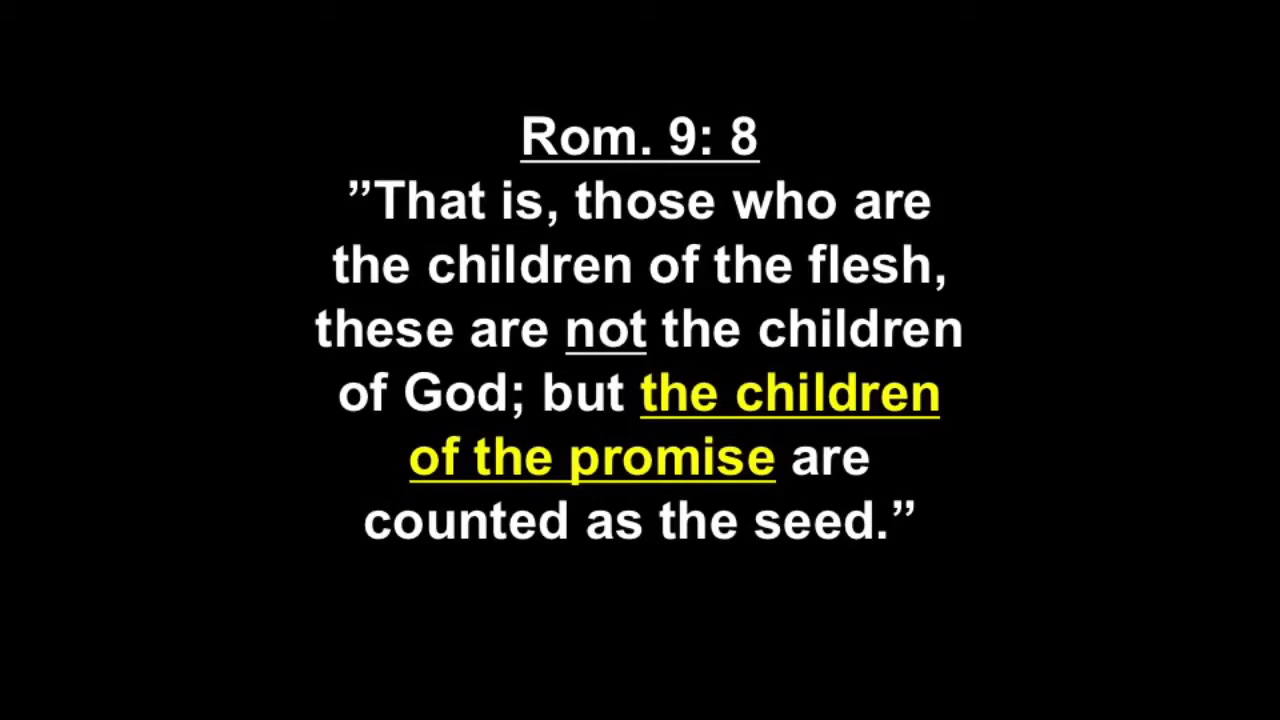 Rom. 9: 8
”That is, those who are
the children of the flesh,
these are not the children
of God; but the children
of the promise are
counted as the seed.”